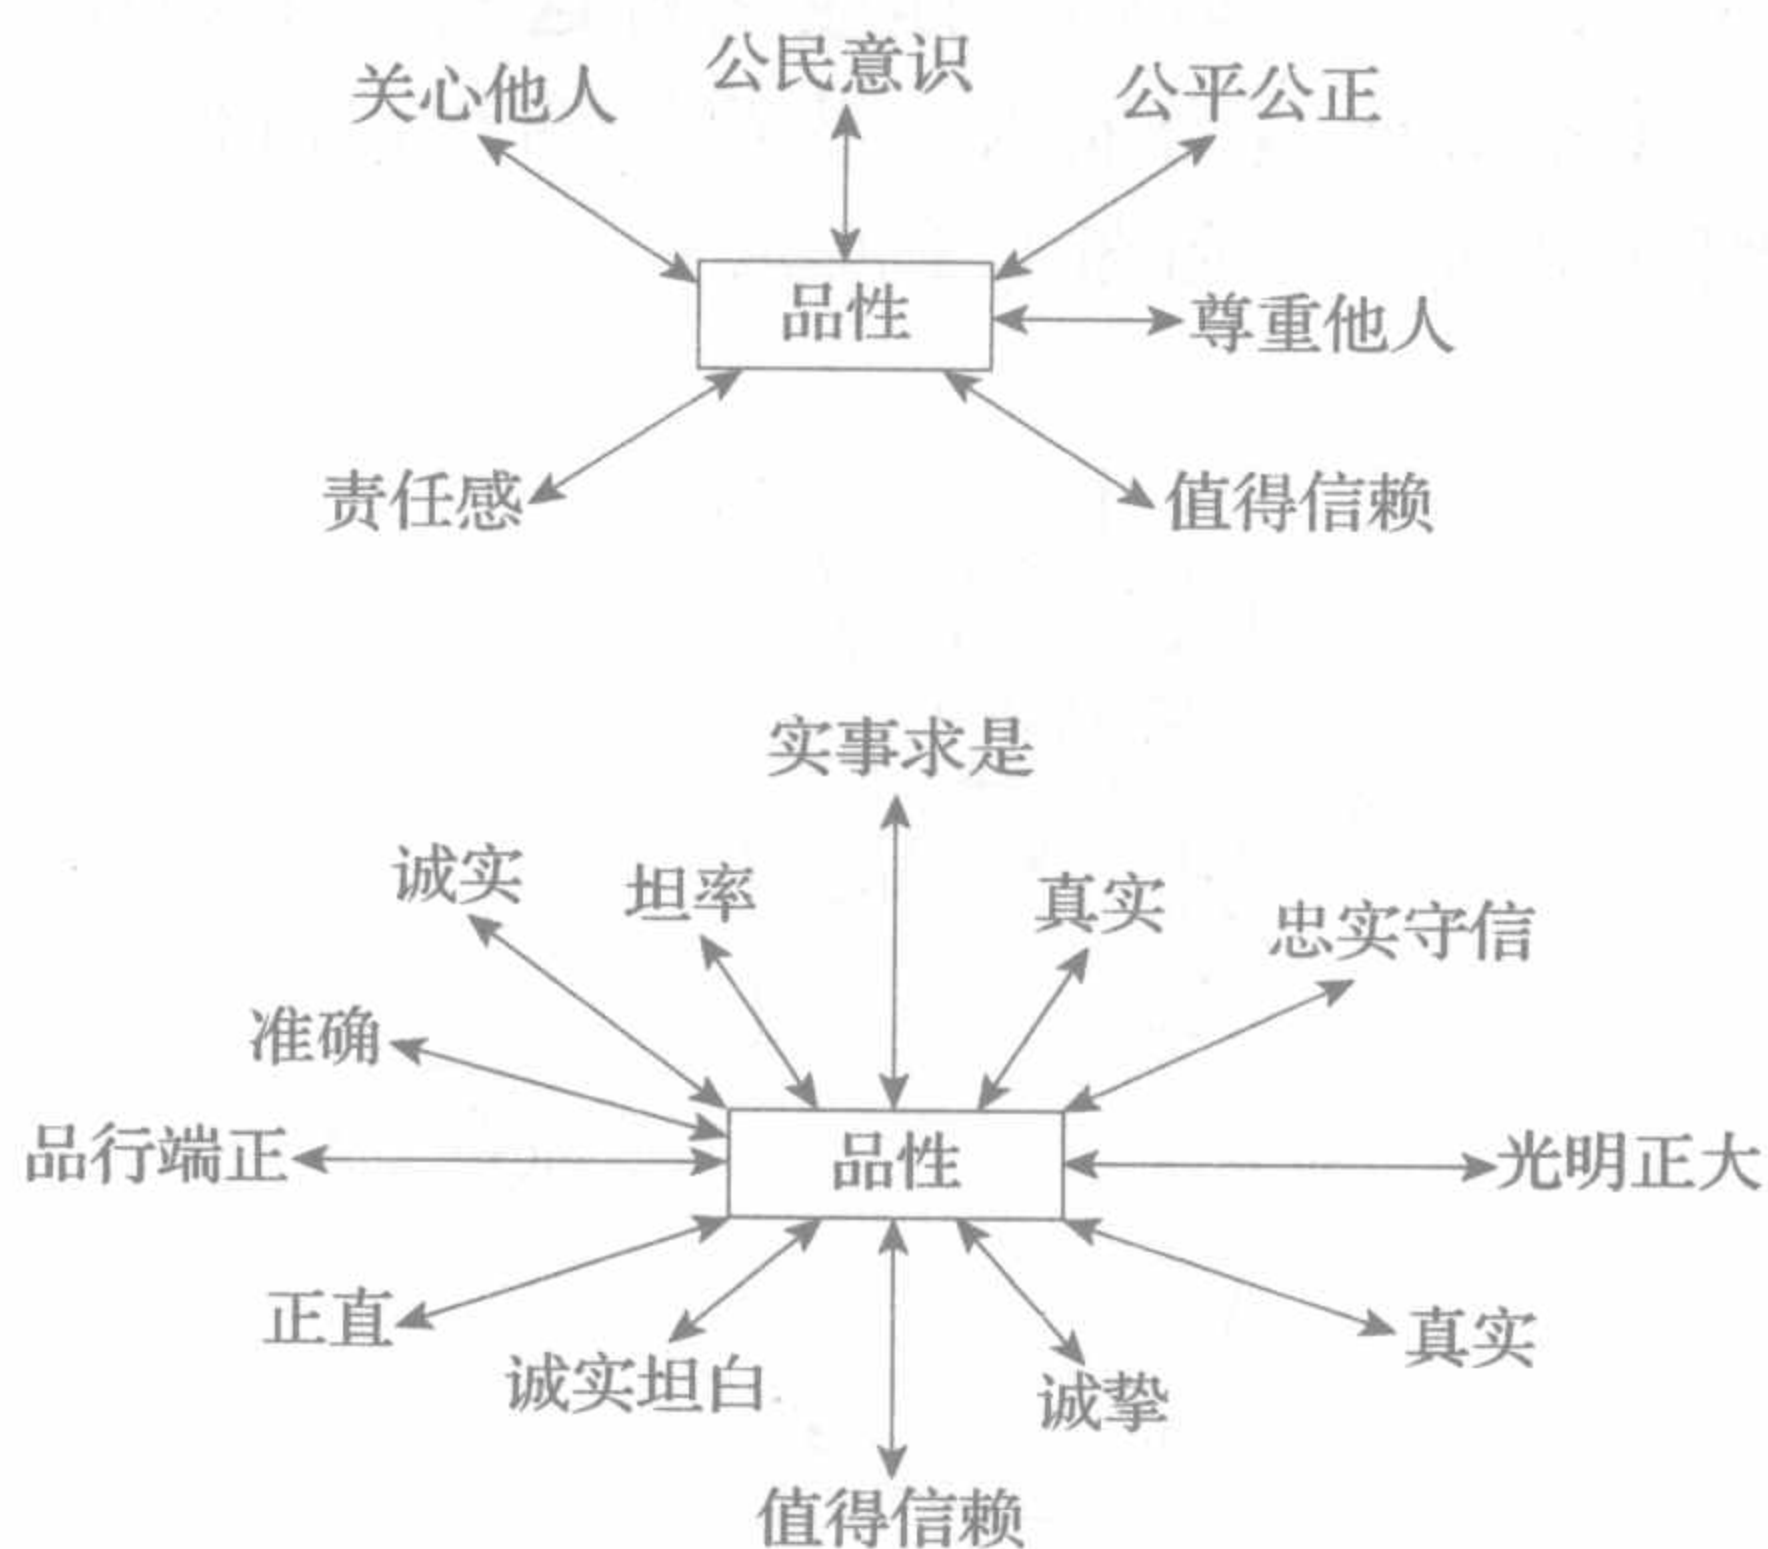 公民意识
关心他人
公平公正
品性
尊重他人
责任感
值得信赖
实事求是
诚实
坦率
真实
忠实守信
准确
品行端正
品性
光明正大
正直
真实
诚实坦白
诚挚
值得信赖